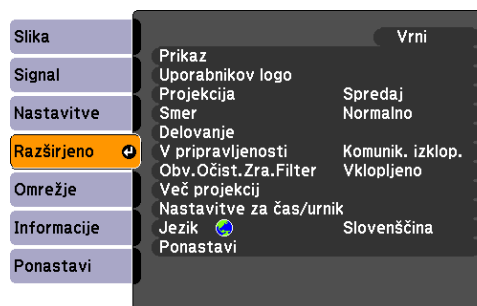 Slika
Signal
Nastavitve
Razširjeno
Omrežje
Informacije
Ponastavi
Vrni
Prikaz
Uporabnikov logo
Projekcija Spredaj
Smer Normalno
Delovanje
V pripravljenosti Komunik. izklop.
Obv.Očist.Zra.Filter Vklopljeno
Več projekcij
Nastavitve za čas/urnik
Jezik Slovenščina
Ponastavi